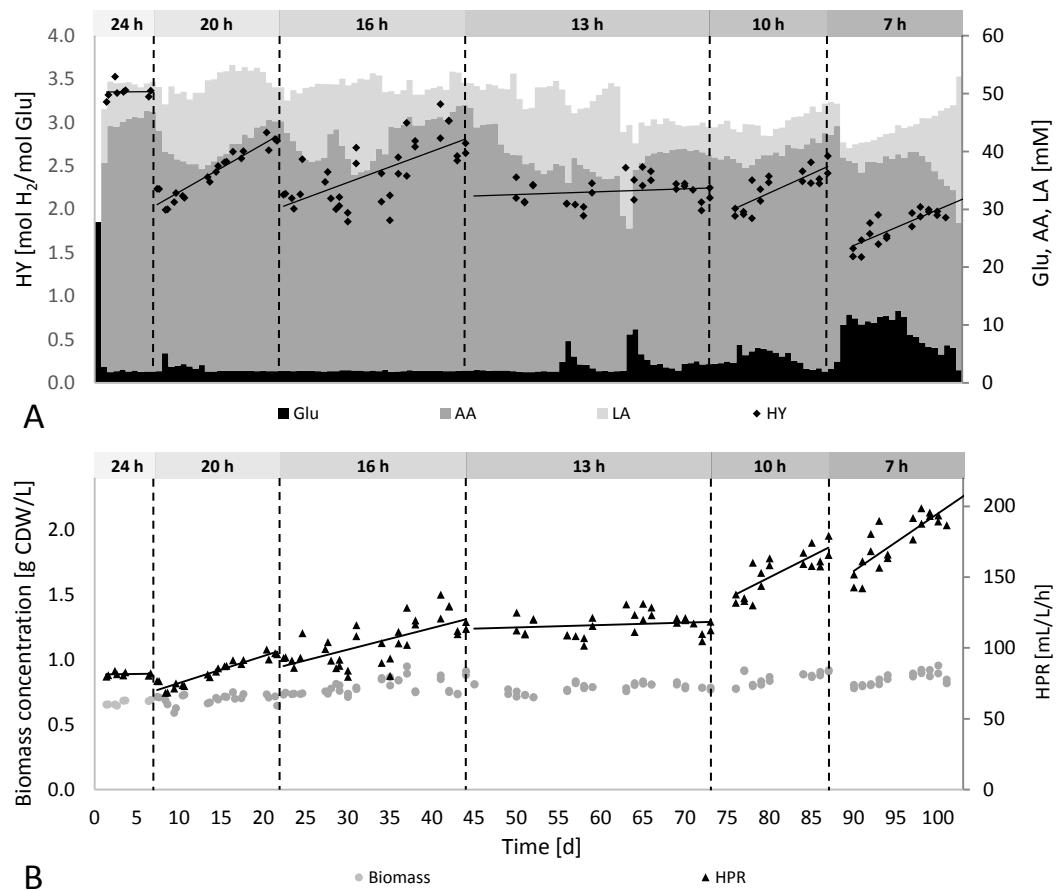 24 h 20 h 16 h 13 h 10 h 7 h
4.0 60
3.5 50
3.0
2.5 40
2.0 30
1.5 20
1.0
0.5 10
0.0 0
HY [mol H2/mol Glu]
Glu, AA, LA [mM]
A
Glu AA LA HY
24 h 20 h 16 h 13 h 10 h 7 h
2.0 200
1.5 150
1.0 100
0.5 50
0.0 0
Biomass concentration [g CDW/L]
HPR [mL/L/h]
0 5 10 15 20 25 30 35 40 45 50 55 60 65 70 75 80 85 90 95 100
Time [d]
B
Biomass HPR